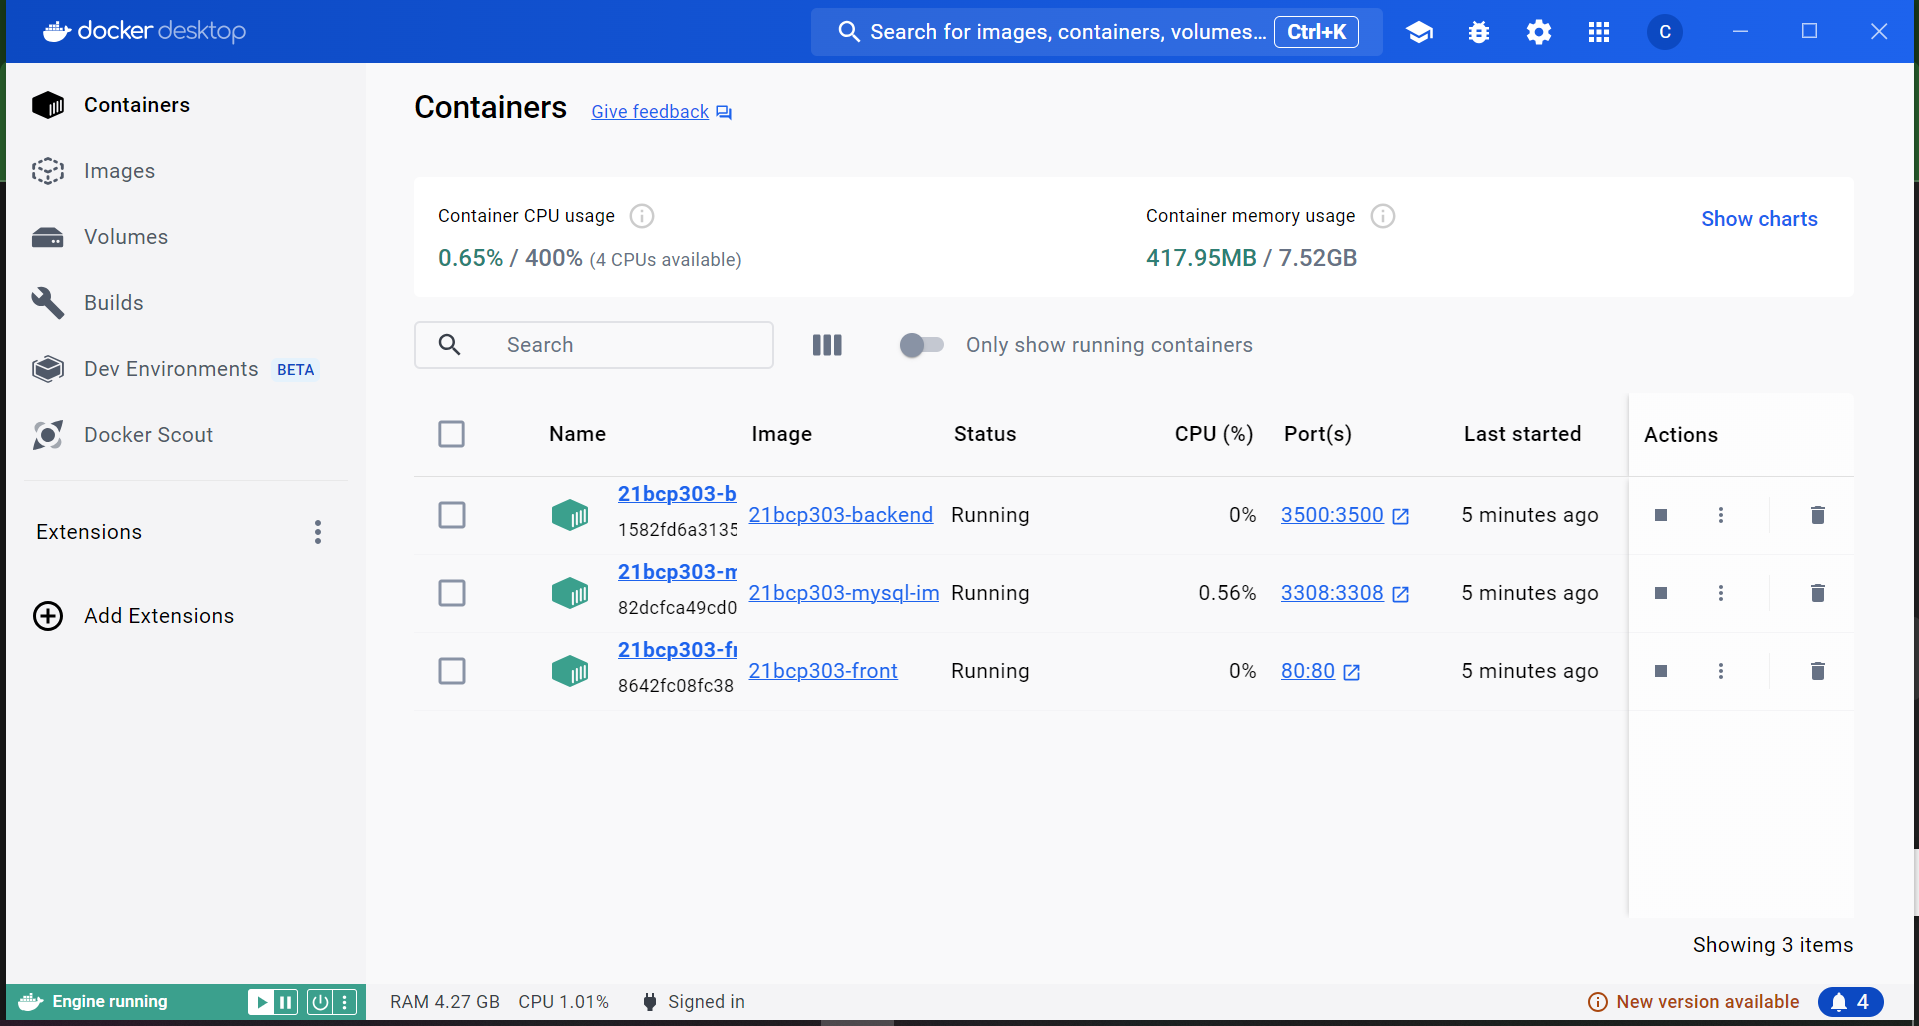 docker desktop
Search for images, containers, volumes... Ctrl+K
C
Containers
Images
Volumes
Builds
Dev Environments BETA
Docker Scout
Extensions
Add Extensions
Containers Give feedback
Container CPU usage
0.65% / 400% (4 CPUs available)
Container memory usage
417.95MB / 7.52GB
Show charts
Search
Only show running containers
Name Image Status CPU (%) Port(s) Last started Actions
21bcp303-b
1582fd6a3135
21bcp303-backend Running 0% 3500:3500 5 minutes ago
21bcp303-m
82dcfca49cd0
21bcp303-mysql-im Running 0.56% 3308:3308 5 minutes ago
21bcp303-fr
8642fc08fc38
21bcp303-front Running 0% 80:80 5 minutes ago
Showing 3 items
Engine running
RAM 4.27 GB CPU 1.01% Signed in
New version available 4